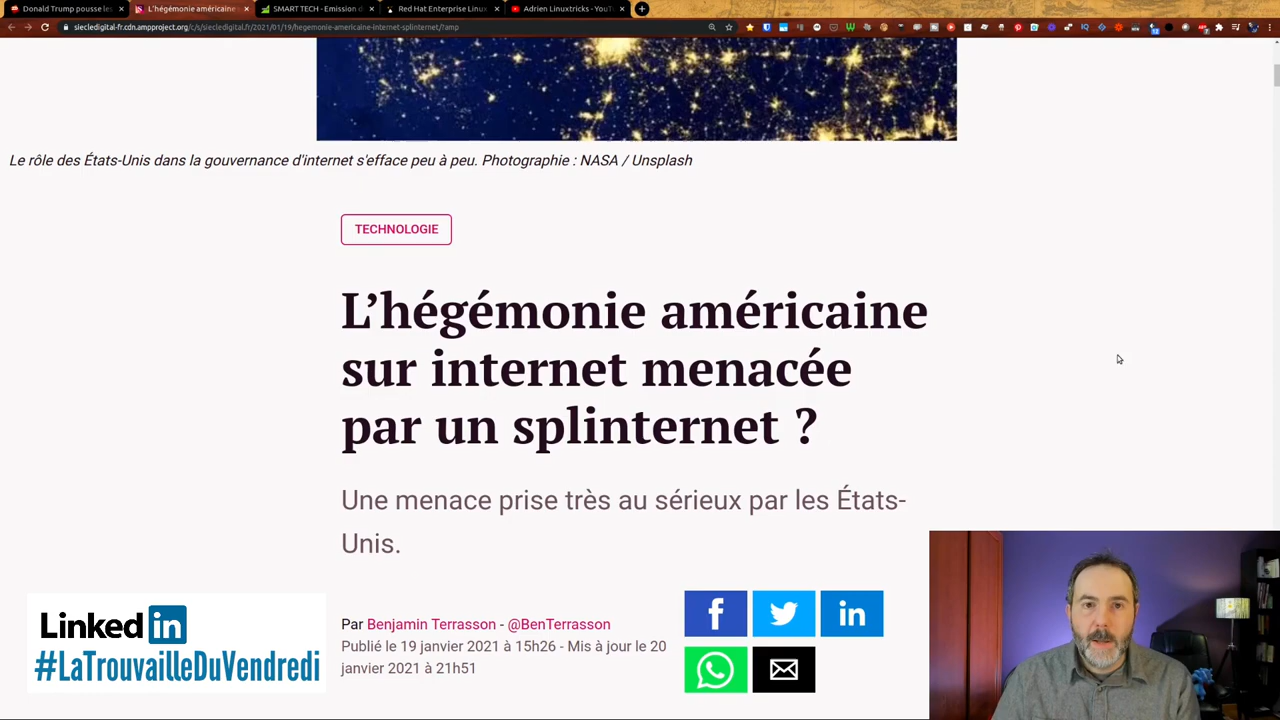 Donald Trump pousse les
L'hégémonie américaine
SMART TECH - Emission d
Red Hat Enterprise Linux
Adrien Linuxtricks - YouTu
siecledigital-fr.cdn.ampproject.org/c/s/siecledigital.fr/2021/01/19/hegemonie-americaine-internet-splinternet/?amp
Le rôle des États-Unis dans la gouvernance d'internet s'efface peu à peu. Photographie : NASA / Unsplash
TECHNOLOGIE
L'hégémonie américaine
sur internet menacée
par un splinternet ?
Une menace prise très au sérieux par les États-
Unis.
Par Benjamin Terrasson - @BenTerrasson
Publié le 19 janvier 2021 à 15h26 - Mis à jour le 20
janvier 2021 à 21h51
f
in
Linked in
#LaTrouvailleDuVendredi